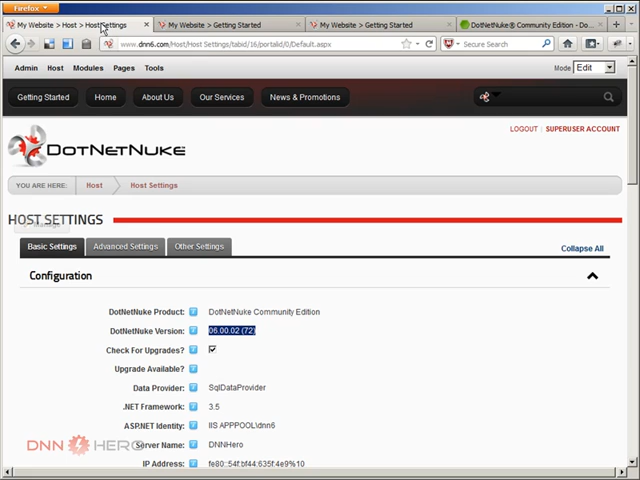 Firefox
My Website > Host > Host Settings
My Website > Getting Started
My Website > Getting Started
DotNetNuke® Community Edition - Do...
www.dnn6.com/Host/Host Settings/tabid/16/portalid/0/Default.aspx
Secure Search
Admin Host Modules Pages Tools
Mode Edit
Getting Started Home About Us Our Services News & Promotions
LOGOUT | SUPERUSER ACCOUNT
DOTNETNUKE
YOU ARE HERE: Host Host Settings
HOST SETTINGS
Manage
Basic Settings Advanced Settings Other Settings
Collapse All
Configuration
DotNetNuke Product: DotNetNuke Community Edition
DotNetNuke Version: 06.00.02 (72)
Check For Upgrades?
Upgrade Available?
Data Provider: SqlDataProvider
.NET Framework: 3.5
ASP.NET Identity: IIS APPPOOL\dnn6
Server Name: DNNHero
IP Address: fe80::54f:bf44:635f:4e9%10
DNN HERO